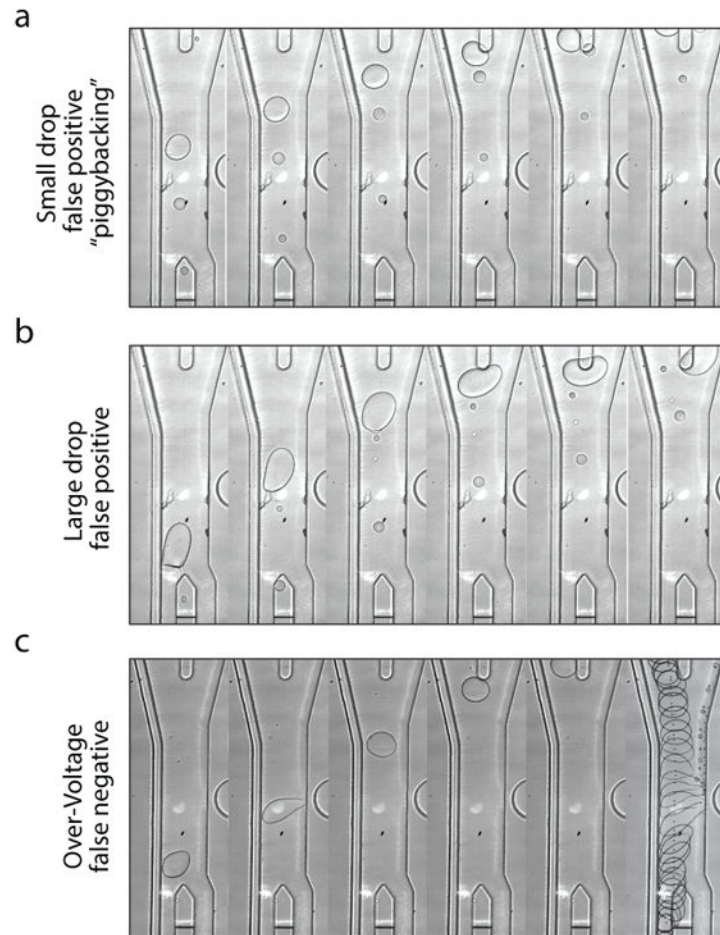 a
Small drop
false positive
“piggybacking”
b
Large drop
false positive
c
Over-Voltage
false negative